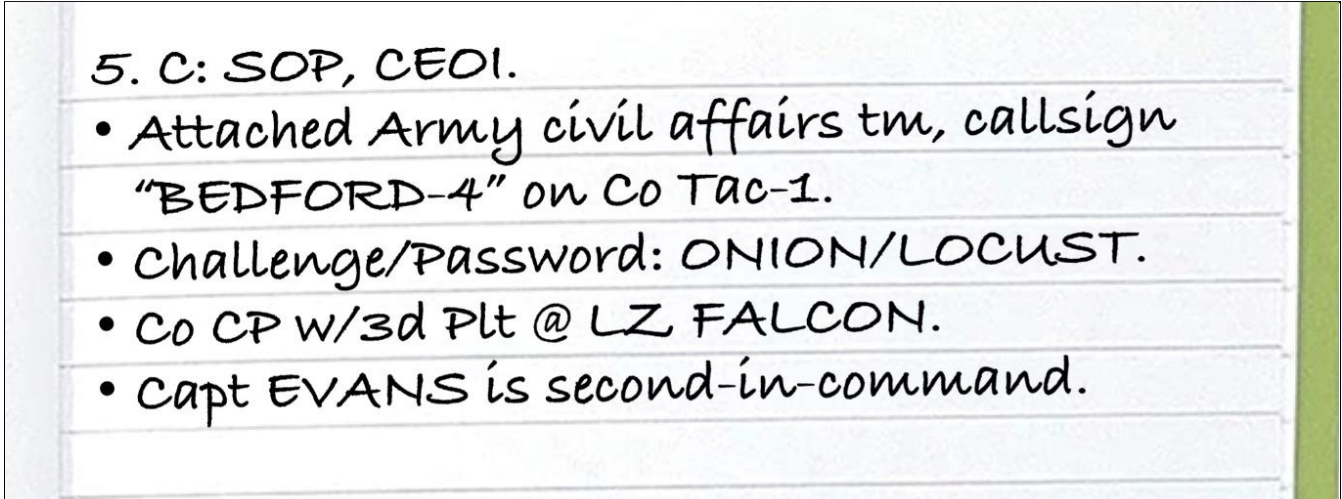 5. C: SOP, CEOI.
• Attached Army civil affairs tm, callsign
"BEDFORD-4" on Co Tac-1.
• Challenge/Password: ONION/LOCUST.
• Co CP w/3d Plt @ LZ FALCON.
• Capt EVANS is second-in-command.